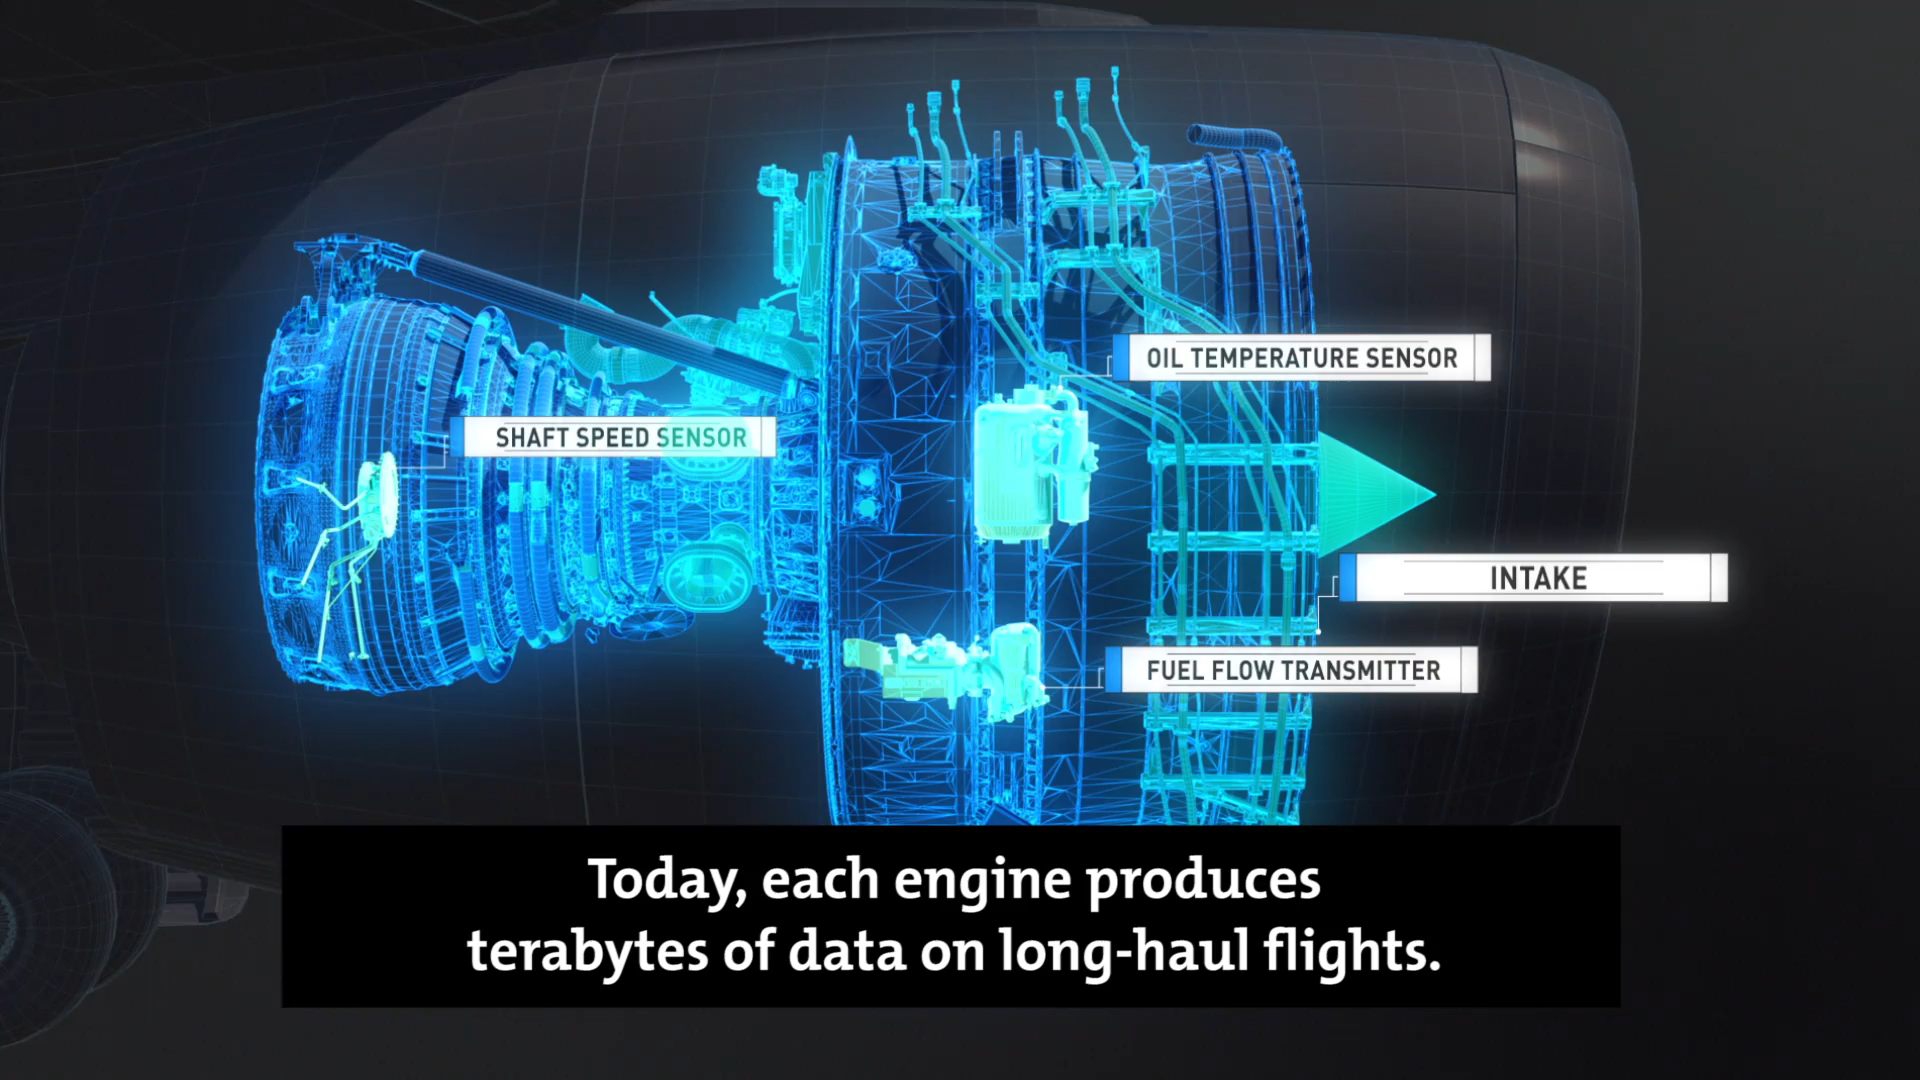 OIL TEMPERATURE SENSOR
SHAFT SPEED SENSOR
INTAKE
FUEL FLOW TRANSMITTER
Today, each engine produces
terabytes of data on long-haul flights.